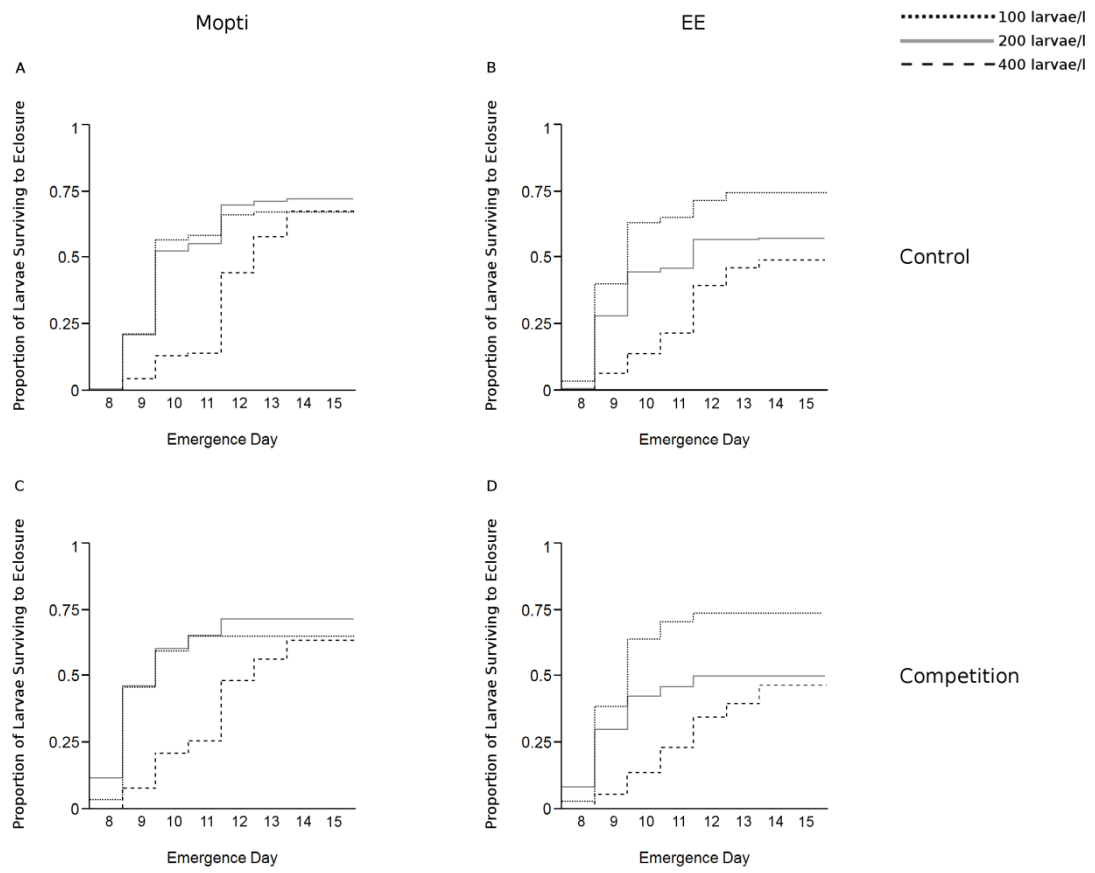 Mopti
EE
100 larvae/l
200 larvae/l
400 larvae/l
A
Proportion of Larvae Surviving to Eclosure
1
0.75
0.5
0.25
0
8 9 10 11 12 13 14 15
Emergence Day
B
Proportion of Larvae Surviving to Eclosure
1
0.75
0.5
0.25
0
8 9 10 11 12 13 14 15
Emergence Day
Control
C
Proportion of Larvae Surviving to Eclosure
1
0.75
0.5
0.25
0
8 9 10 11 12 13 14 15
Emergence Day
D
Proportion of Larvae Surviving to Eclosure
1
0.75
0.5
0.25
0
8 9 10 11 12 13 14 15
Emergence Day
Competition